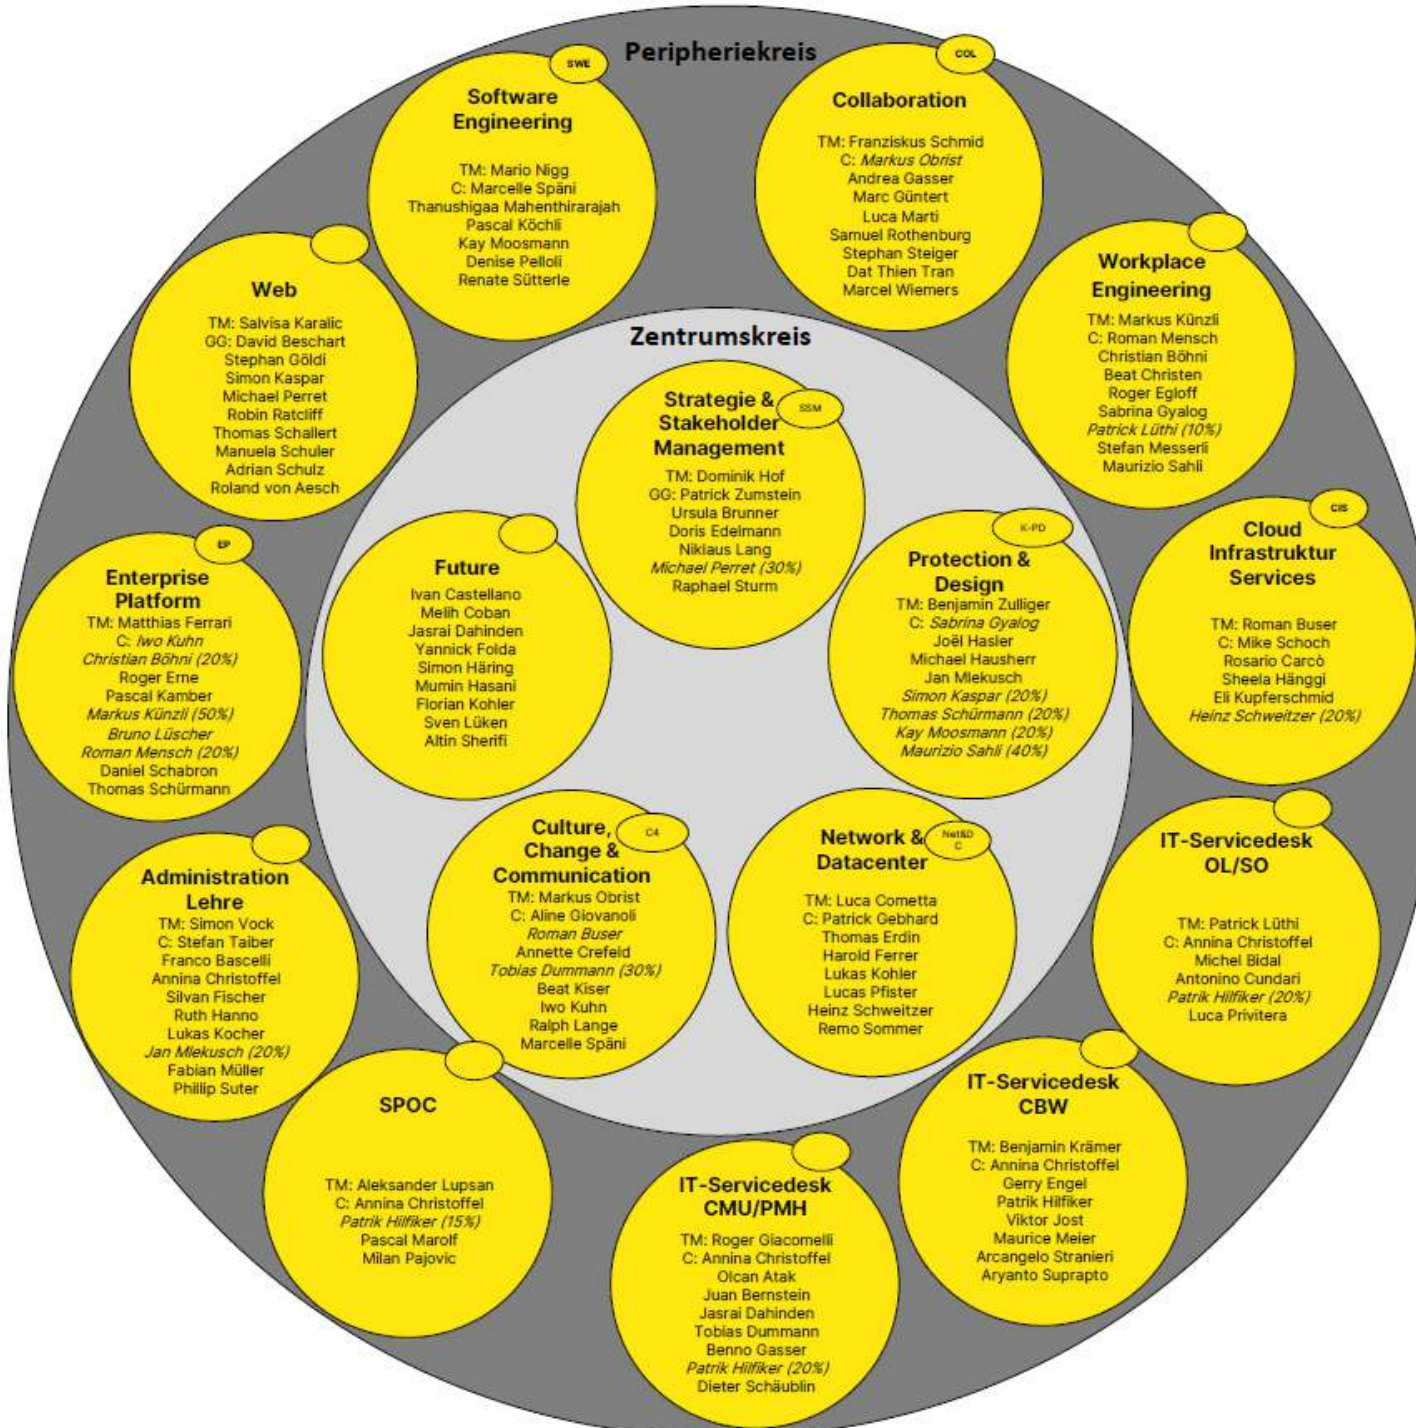 Peripheriekreis
SWE
Software
Engineering
TM: Mario Nigg
C: Marcelle Späni
Thanushigaa Mahenthirarajah
Pascal Köchli
Kay Moosmann
Denise Pelloli
Renate Sütterle
COL
Collaboration
TM: Franziskus Schmid
C: Markus Obrist
Andrea Gasser
Marc Güntert
Luca Marti
Samuel Rothenburg
Stephan Steiger
Dat Thien Tran
Marcel Wiemers
Web
TM: Salvisa Karalic
GG: David Beschart
Stephan Göldi
Simon Kaspar
Michael Perret
Robin Ratcliff
Thomas Schallert
Manuela Schuler
Adrian Schulz
Roland von Aesch
Workplace
Engineering
TM: Markus Künzli
C: Roman Mensch
Christian Böhni
Beat Christen
Roger Egloff
Sabrina Gyalog
Patrick Lüthi (10%)
Stefan Messerli
Maurizio Sahli
Zentrumskreis
SSM
Strategie &
Stakeholder
Management
TM: Dominik Hof
GG: Patrick Zumstein
Ursula Brunner
Doris Edelmann
Niklaus Lang
Michael Perret (30%)
Raphael Sturm
EP
Enterprise
Platform
TM: Matthias Ferrari
C: Iwo Kuhn
Christian Böhni (20%)
Roger Erne
Pascal Kamber
Markus Künzli (50%)
Bruno Lüscher
Roman Mensch (20%)
Daniel Schabron
Thomas Schürmann
Future
Ivan Castellano
Melih Coban
Jasrai Dahinden
Yannick Folda
Simon Häring
Mumin Hasani
Florian Kohler
Sven Lüken
Altin Sherifi
K-PD
Protection &
Design
TM: Benjamin Zulliger
C: Sabrina Gyalog
Joël Hasler
Michael Hausherr
Jan Mlekusch
Simon Kaspar (20%)
Thomas Schürmann (20%)
Kay Moosmann (20%)
Maurizio Sahli (40%)
CIS
Cloud
Infrastruktur
Services
TM: Roman Buser
C: Mike Schoch
Rosario Carcò
Sheela Hänggi
Eli Kupferschmid
Heinz Schweitzer (20%)
Administration
Lehre
TM: Simon Vock
C: Stefan Taiber
Franco Bascelli
Annina Christoffel
Silvan Fischer
Ruth Hanno
Lukas Kocher
Jan Mlekusch (20%)
Fabian Müller
Phillip Suter
C4
Culture,
Change &
Communication
TM: Markus Obrist
C: Aline Giovanoli
Roman Buser
Annette Crefeld
Tobias Dummann (30%)
Beat Kiser
Iwo Kuhn
Ralph Lange
Marcelle Späni
Net&D
C
Network &
Datacenter
TM: Luca Cometta
C: Patrick Gebhard
Thomas Erdin
Harold Ferrer
Lukas Kohler
Lucas Pfister
Heinz Schweitzer
Remo Sommer
IT-Servicedesk
OL/SO
TM: Patrick Lüthi
C: Annina Christoffel
Michel Bidal
Antonino Cundari
Patrik Hilfiker (20%)
Luca Privitera
SPOC
TM: Aleksander Lupsan
C: Annina Christoffel
Patrik Hilfiker (15%)
Pascal Marolf
Milan Pajovic
IT-Servicedesk
CMU/PMH
TM: Roger Giacomelli
C: Annina Christoffel
Olcan Atak
Juan Bernstein
Jasrai Dahinden
Tobias Dummann
Benno Gasser
Patrik Hilfiker (20%)
Dieter Schäublin
IT-Servicedesk
CBW
TM: Benjamin Krämer
C: Annina Christoffel
Gerry Engel
Patrik Hilfiker
Viktor Jost
Maurice Meier
Arcangelo Stranieri
Aryanto Suprapto